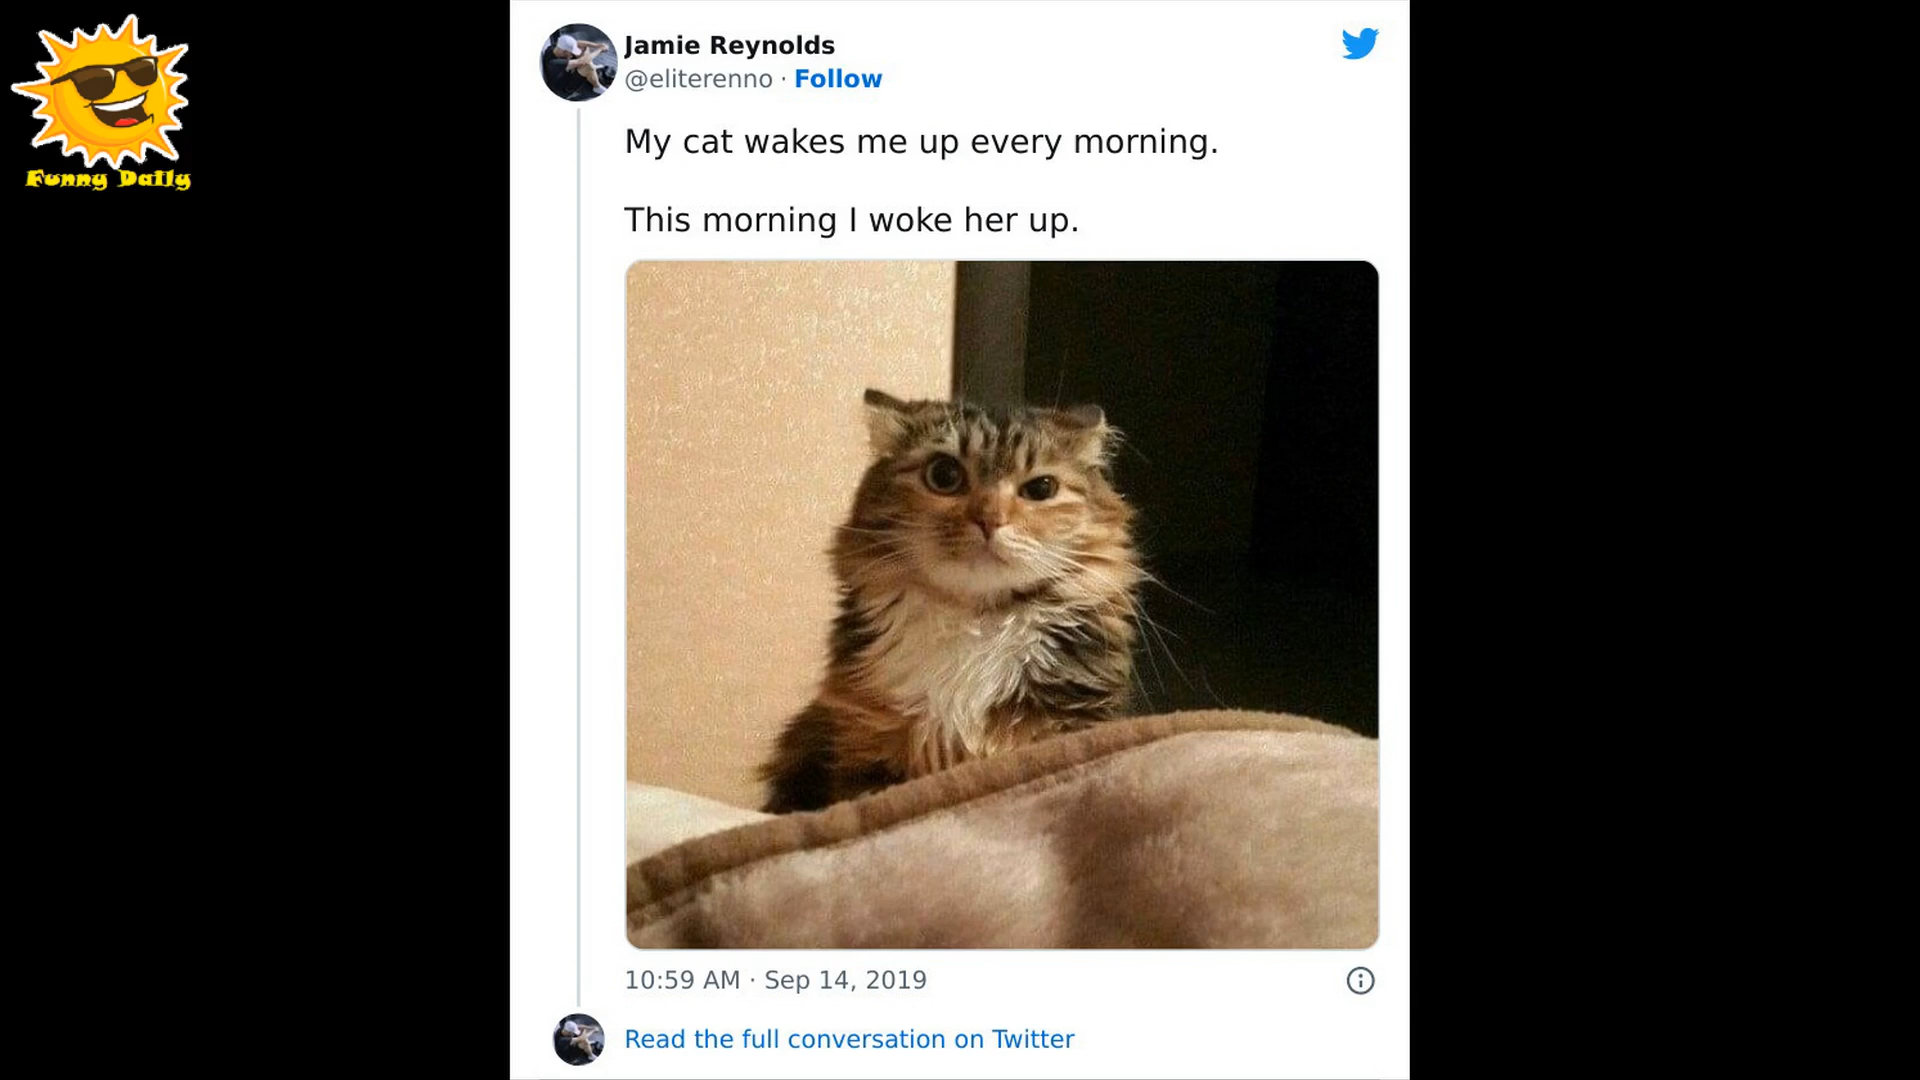 Funny Daily
Jamie Reynolds
@eliterenno · Follow
My cat wakes me up every morning.
This morning I woke her up.
10:59 AM · Sep 14, 2019
Read the full conversation on Twitter